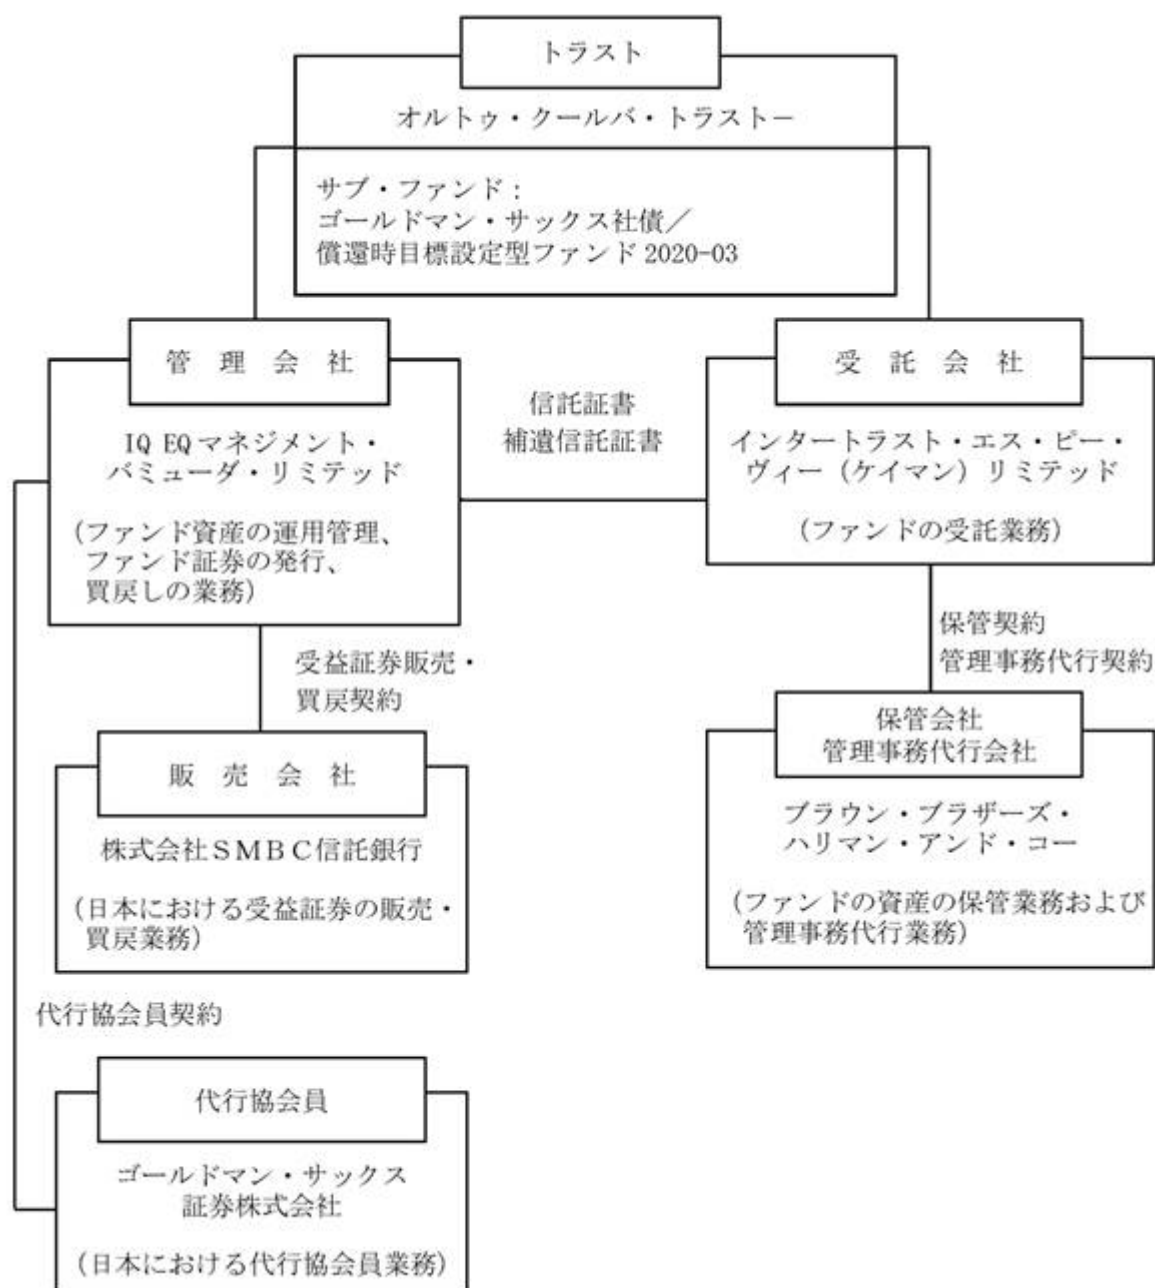 トラスト
オルトゥ・クールバ・トラスト－
サブ・ファンド：
ゴールドマン・サックス社債／
償還時目標設定型ファンド 2020-03
管理会社
IQ EQ マネジメント・
バミューダ・リミテッド
（ファンド資産の運用管理、
ファンド証券の発行、
買戻しの業務）
信託証書
補遺信託証書
受託会社
インタートラスト・エス・ピー・
ヴィー（ケイマン）リミテッド
（ファンドの受託業務）
受益証券販売・
買戻契約
保管契約
管理事務代行契約
販売会社
株式会社ＳＭＢＣ信託銀行
（日本における受益証券の販売・
買戻業務）
保管会社
管理事務代行会社
ブラウン・ブラザーズ・
ハリマン・アンド・コー
（ファンドの資産の保管業務および
管理事務代行業務）
代行協会員契約
代行協会員
ゴールドマン・サックス
証券株式会社
（日本における代行協会員業務）